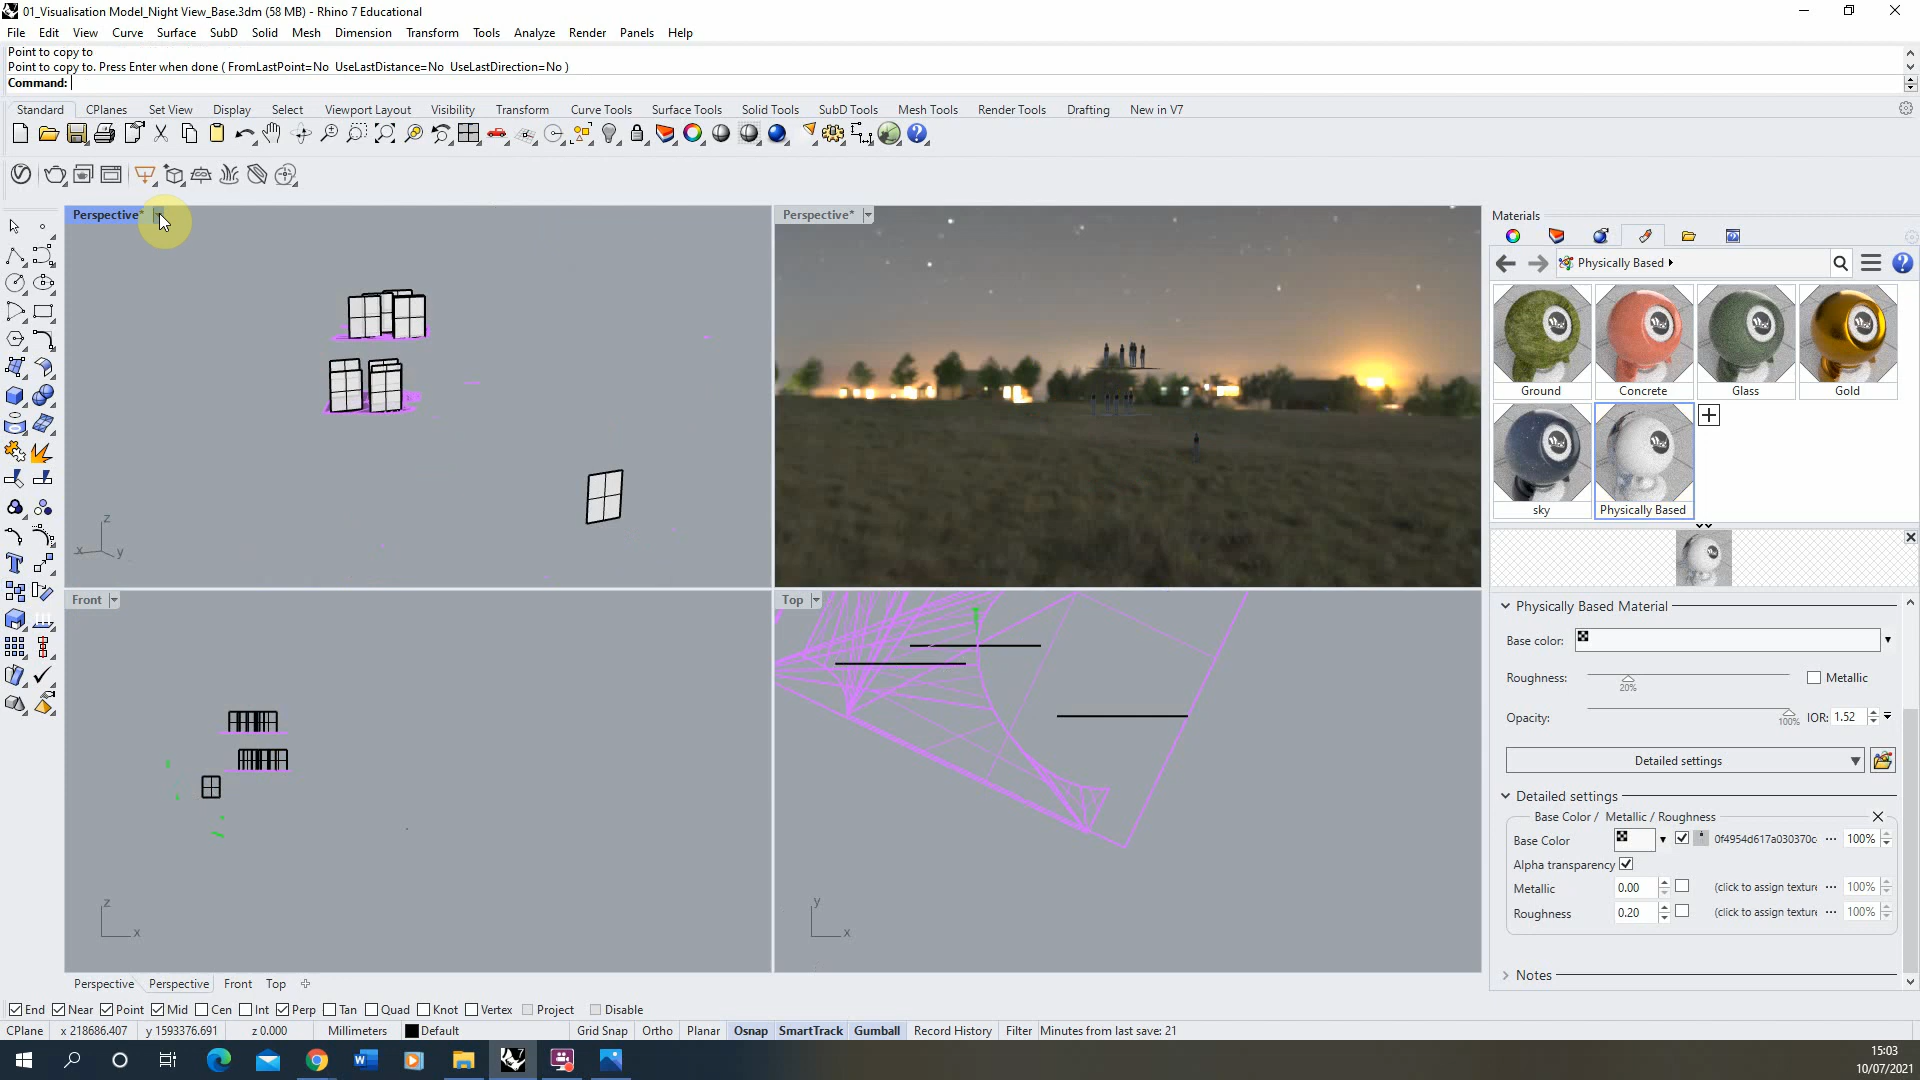 01_Visualisation Model_Night View_Base.3dm (58 MB) - Rhino 7 Educational
File Edit View Curve Surface SubD Solid Mesh Dimension Transform Tools Analyze Render Panels Help
Point to copy to
Point to copy to. Press Enter when done ( FromLastPoint=No UseLastDistance=No UseLastDirection=No )
Command:
Standard CPlanes Set View Display Select Viewport Layout Visibility Transform Curve Tools Surface Tools Solid Tools SubD Tools Mesh Tools Render Tools Drafting New in V7
Perspective*
Perspective*
Materials
Physically Based
Ground Concrete Glass Gold
sky Physically Based
z
x y
Front
z
x
Top
y
x
Physically Based Material
Base color:
Roughness: 20% Metallic
Opacity: 100% IOR: 1.52
Detailed settings
Detailed settings
Base Color / Metallic / Roughness
Base Color 0f4954d617a030370c ··· 100%
Alpha transparency
Metallic 0.00 (click to assign texture ··· 100%
Roughness 0.20 (click to assign texture ··· 100%
Notes
Perspective Perspective Front Top
End Near Point Mid Cen Int Perp Tan Quad Knot Vertex Project Disable
CPlane x 218686.407 y 1593376.691 z 0.000 Millimeters Default Grid Snap Ortho Planar Osnap SmartTrack Gumball Record History Filter Minutes from last save: 21
15:03
10/07/2021